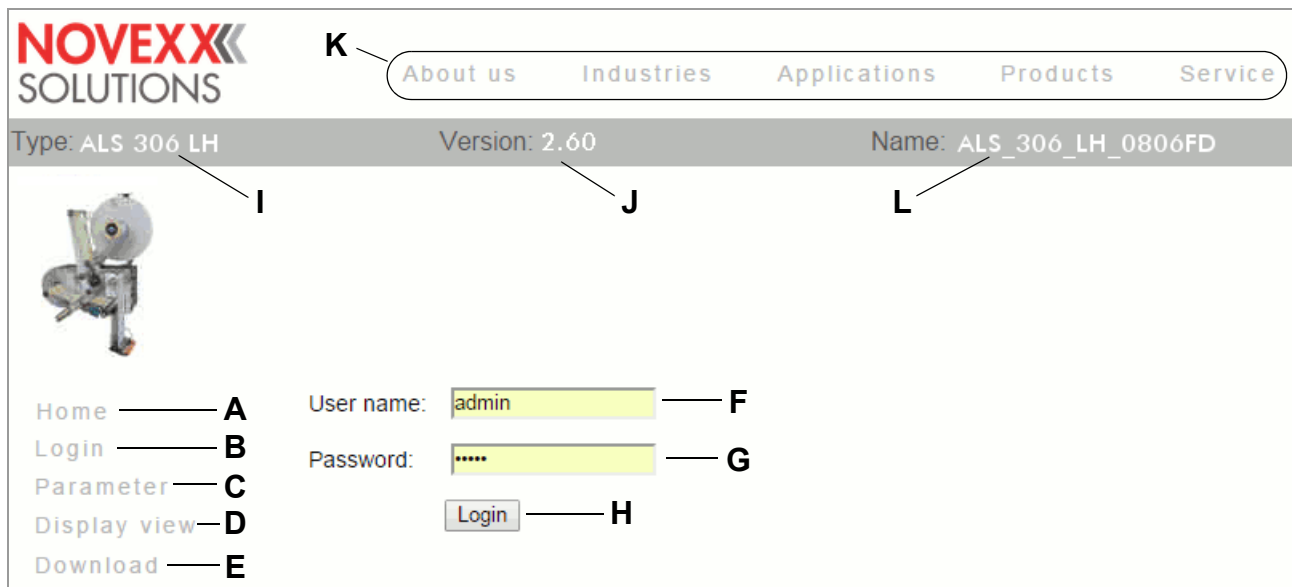 NOVEXX
SOLUTIONS
K
About us Industries Applications Products Service
Type: ALS 306 LH Version: 2.60 Name: ALS_306_LH_0806FD
I J L
Home A User name: admin F
Login B
Password: ••••• G
Parameter C
Login H
Display view D
Download E